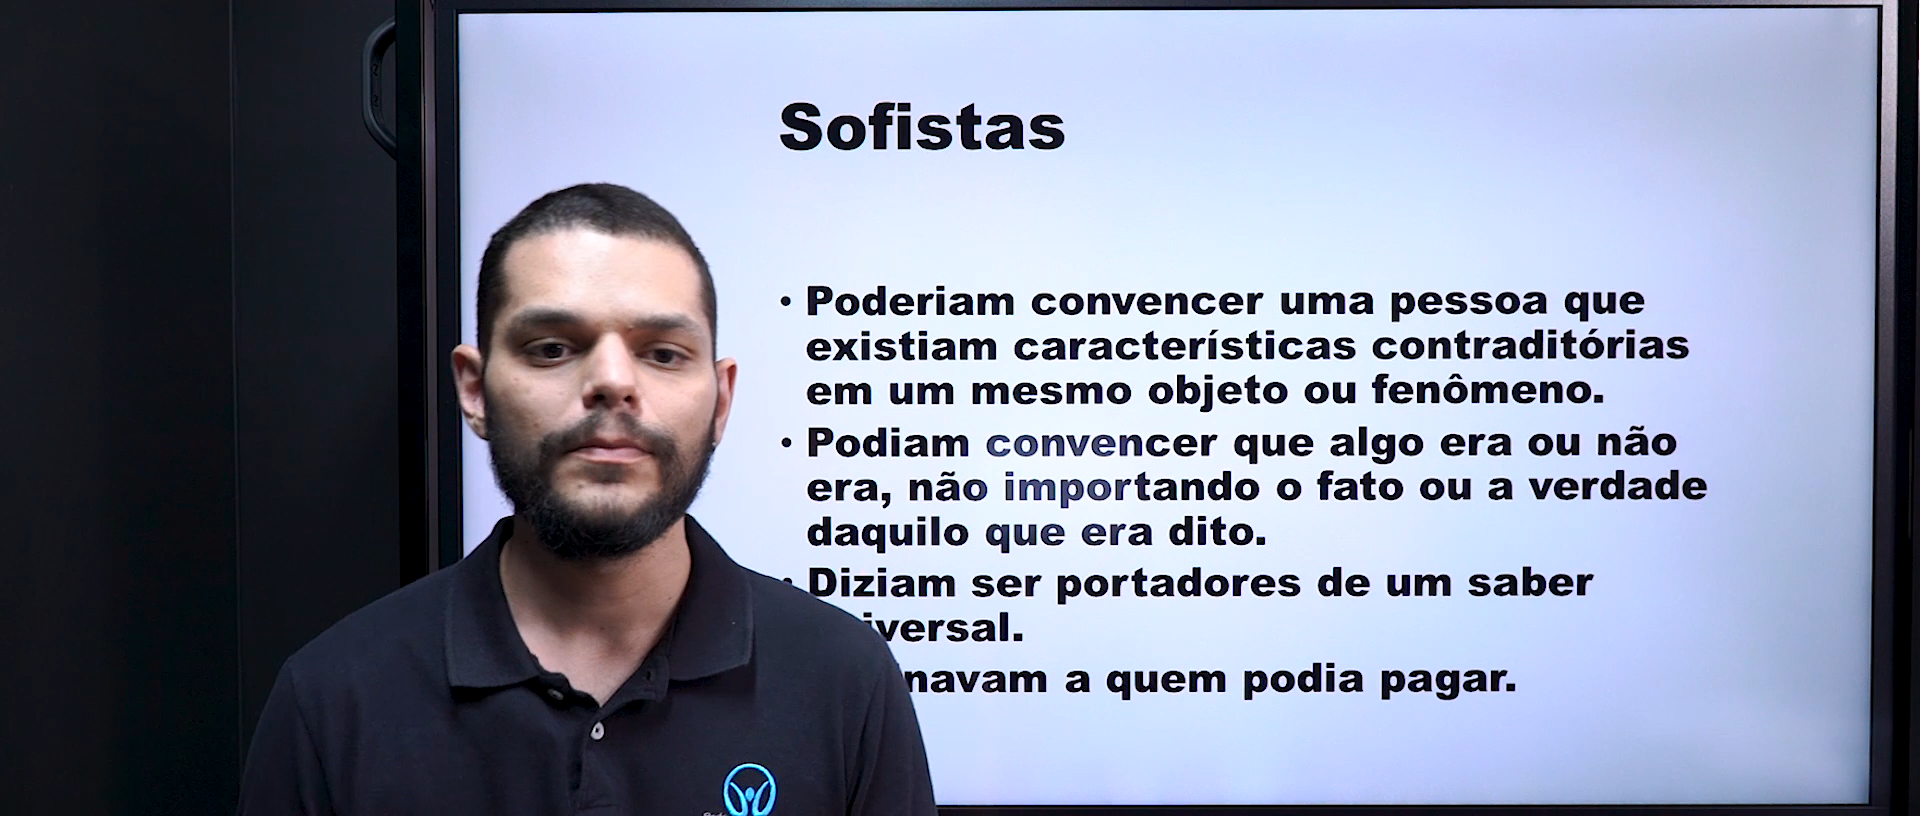 Sofistas
• Poderiam convencer uma pessoa que
existiam características contraditórias
em um mesmo objeto ou fenômeno.
• Podiam convencer que algo era ou não
era, não importando o fato ou a verdade
daquilo que era dito.
• Diziam ser portadores de um saber
iversal.
navam a quem podia pagar.